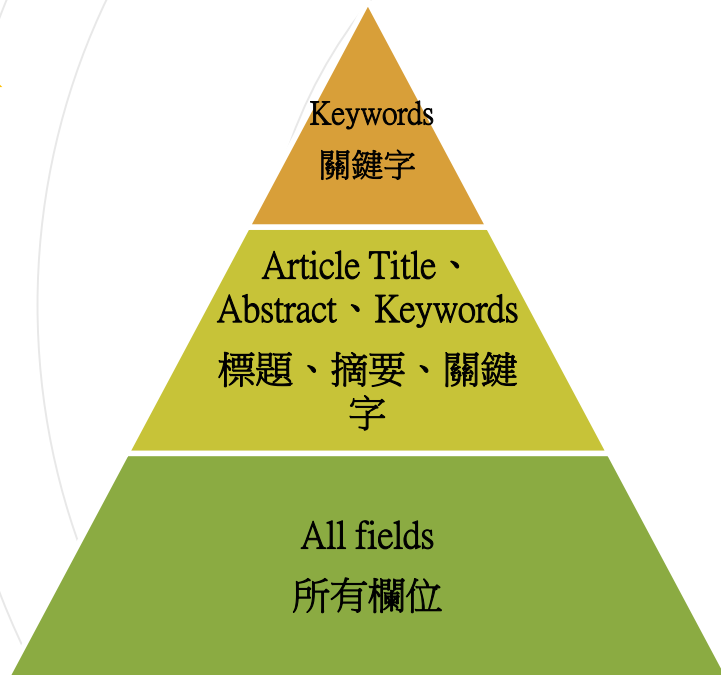 Keywords
關鍵字
Article Title、
Abstract、Keywords
標題、摘要、關鍵
字
All fields
所有欄位